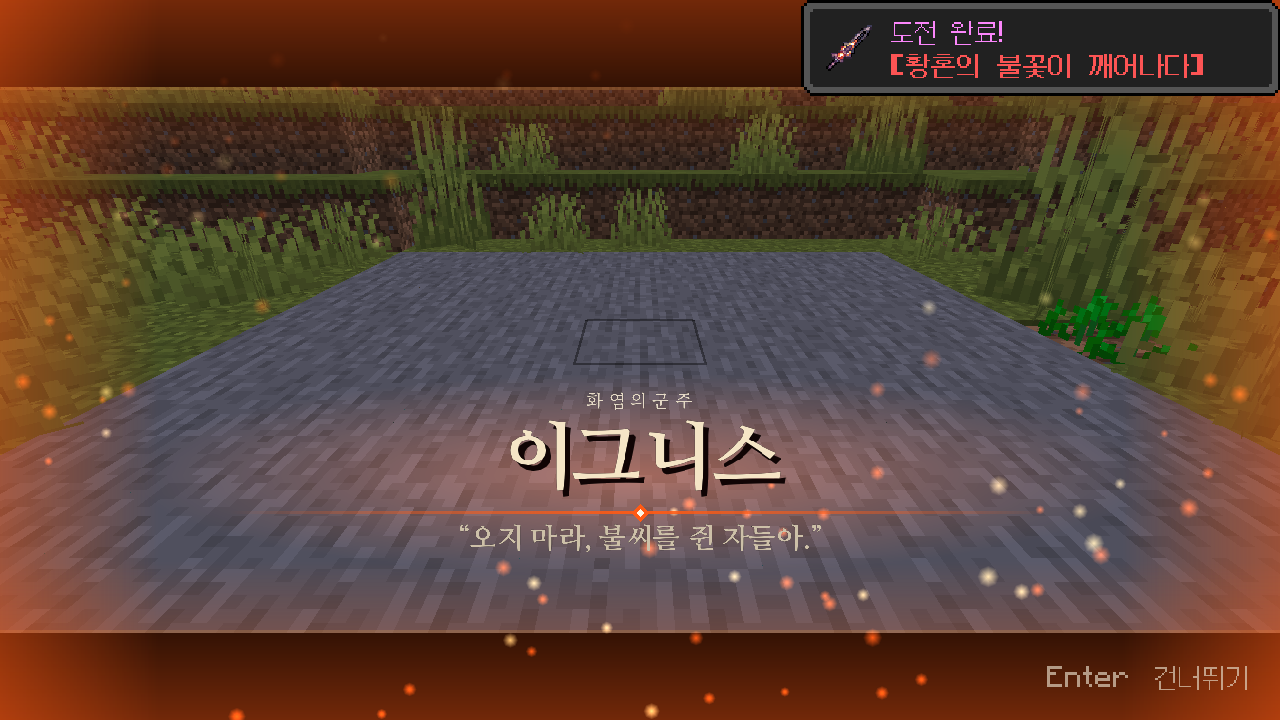 도전 완료!
【황혼의 불꽃이 깨어나다】
화염의군주
이그니스
“오지 마라, 불씨를 쥔 자들아.”
Enter 건너뛰기